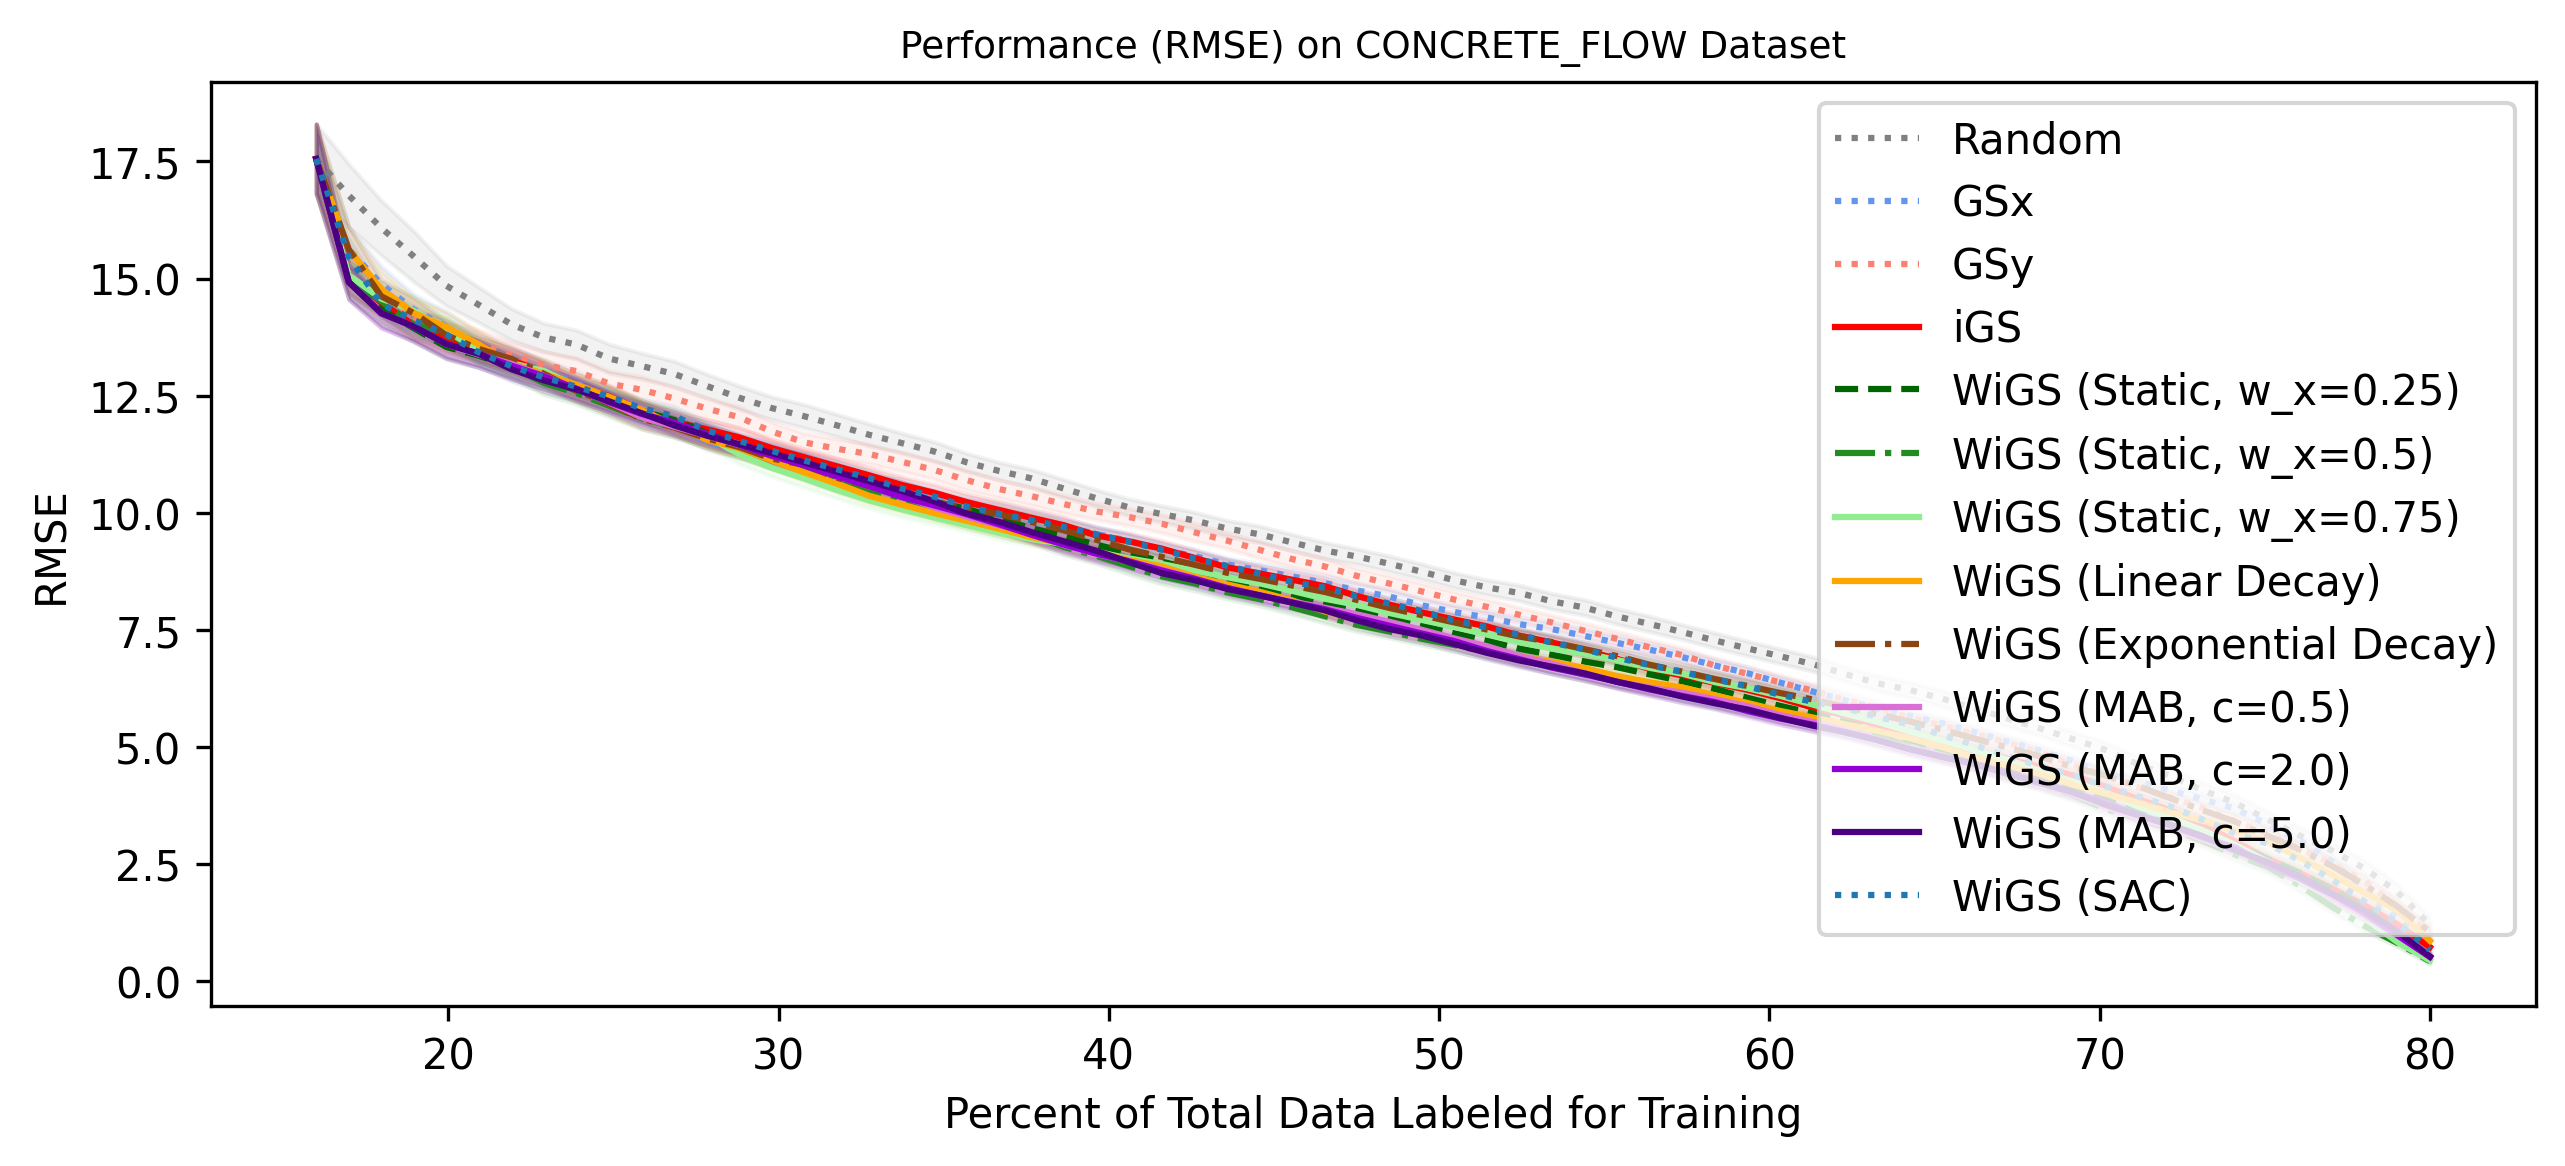 Performance (RMSE) on CONCRETE_FLOW Dataset
RMSE
17.5
15.0
12.5
10.0
7.5
5.0
2.5
0.0
Random
GSx
GSy
iGS
WiGS (Static, w_x=0.25)
WiGS (Static, w_x=0.5)
WiGS (Static, w_x=0.75)
WiGS (Linear Decay)
WiGS (Exponential Decay)
WiGS (MAB, c=0.5)
WiGS (MAB, c=2.0)
WiGS (MAB, c=5.0)
WiGS (SAC)
20 30 40 50 60 70 80
Percent of Total Data Labeled for Training